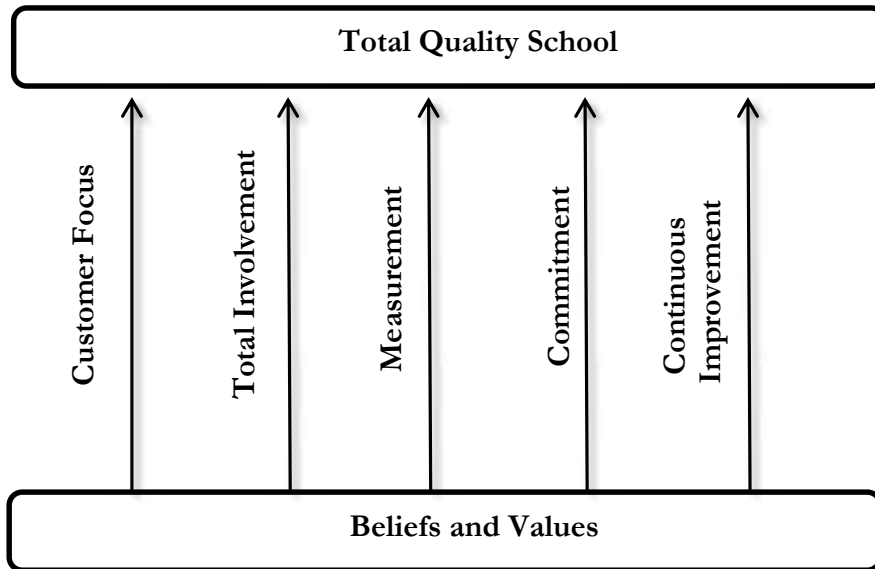 Total Quality School
Customer Focus
Total Involvement
Measurement
Commitment
Continuous
Improvement
Beliefs and Values